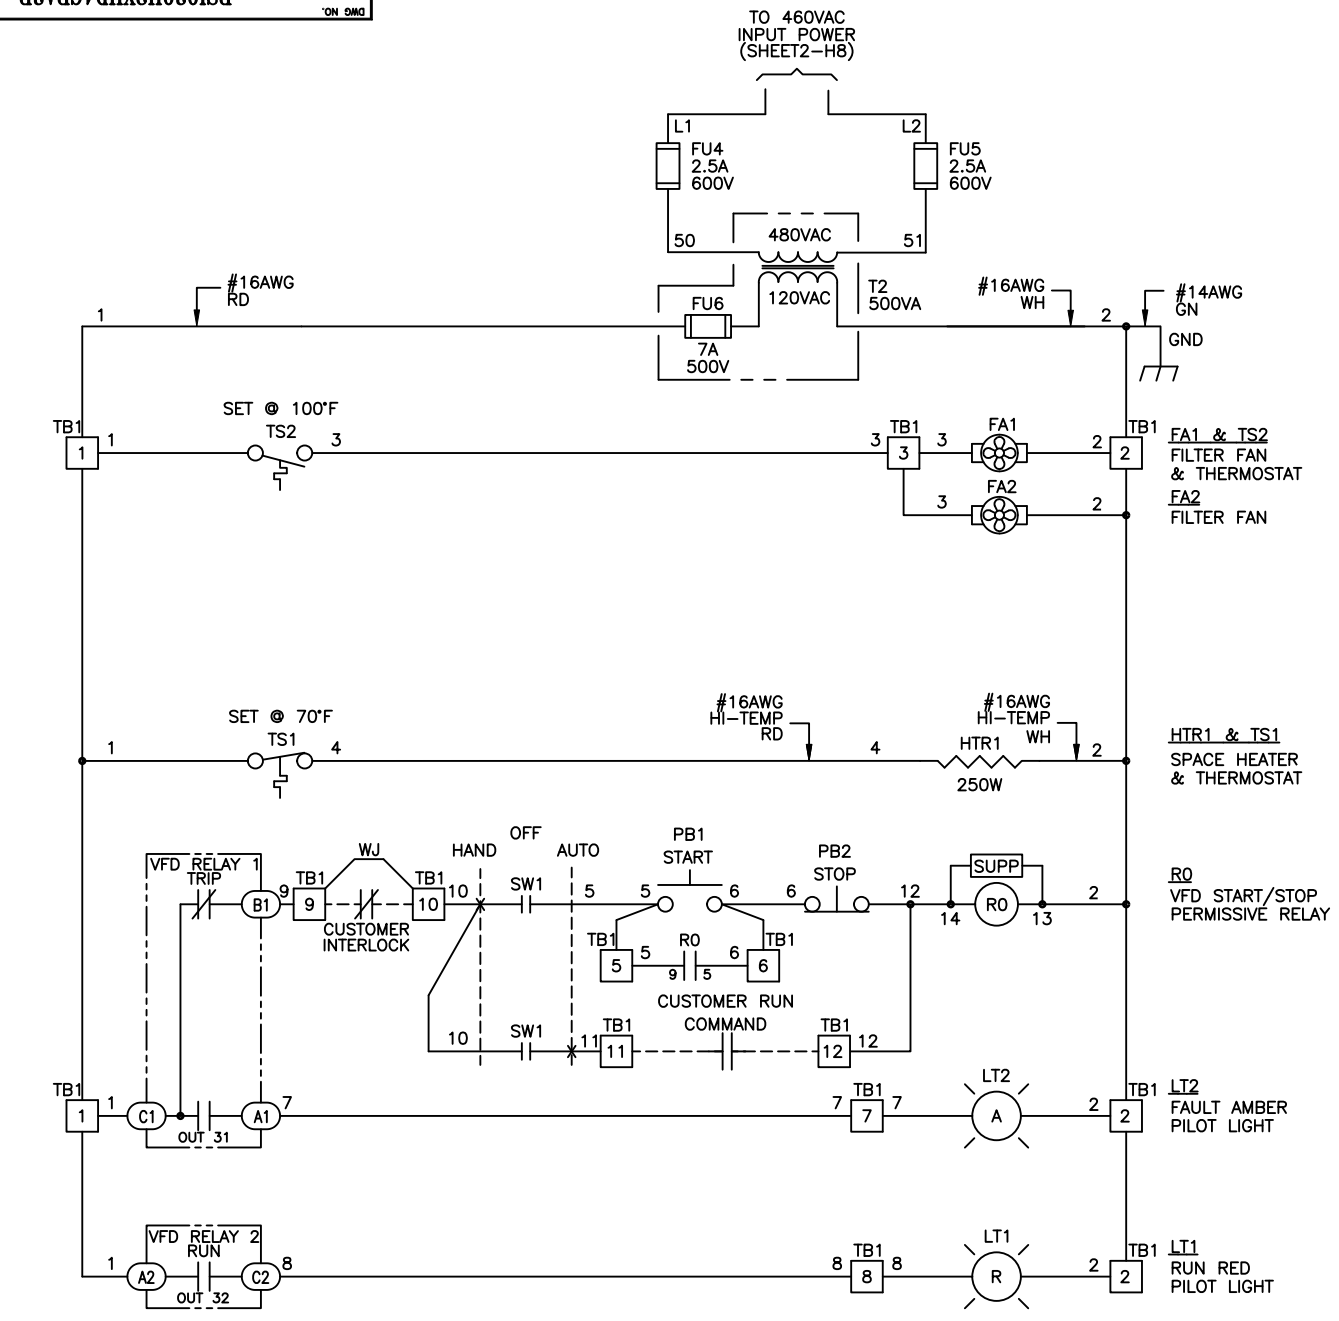 DWG NO.
TO 460VAC
INPUT POWER
(SHEET2-H8)
L1
L2
FU4
2.5A
600V
FU5
2.5A
600V
50
480VAC
51
#16AWG
RD
FU6
120VAC
T2
500VA
#16AWG
WH
#14AWG
GN
1
2
7A
500V
GND
SET @ 100°F
TB1
1
1
TS2
3
3
TB1
3
3
FA1
2
TB1
2
FA1 & TS2
FILTER FAN
& THERMOSTAT
3
FA2
2
FA2
FILTER FAN
SET @ 70°F
#16AWG
HI-TEMP
RD
#16AWG
HI-TEMP
WH
1
TS1
4
4
HTR1
250W
2
HTR1 & TS1
SPACE HEATER
& THERMOSTAT
VFD RELAY 1
TRIP
B1
9
TB1
9
WJ
CUSTOMER
INTERLOCK
TB1
10
10
HAND
OFF
AUTO
SW1
5
PB1
START
5
6
6
PB2
STOP
12
SUPP
14
R0
13
2
R0
VFD START/STOP
PERMISSIVE RELAY
TB1
5
5
R0
9
5
6
TB1
6
CUSTOMER RUN
COMMAND
10
SW1
11
TB1
11
TB1
12
12
TB1
1
1
C1
OUT 31
A1
7
7
TB1
7
7
LT2
A
2
TB1
2
LT2
FAULT AMBER
PILOT LIGHT
VFD RELAY 2
RUN
1
A2
OUT 32
C2
8
8
TB1
8
8
LT1
R
2
TB1
2
LT1
RUN RED
PILOT LIGHT